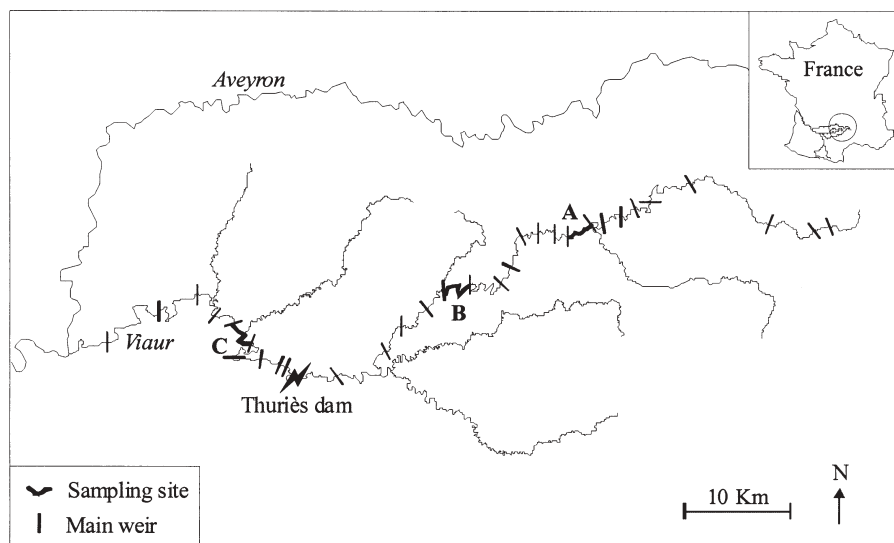 Aveyron
France
A
B
Viaur
C
Thuriès dam
Sampling site
Main weir
10 Km
N